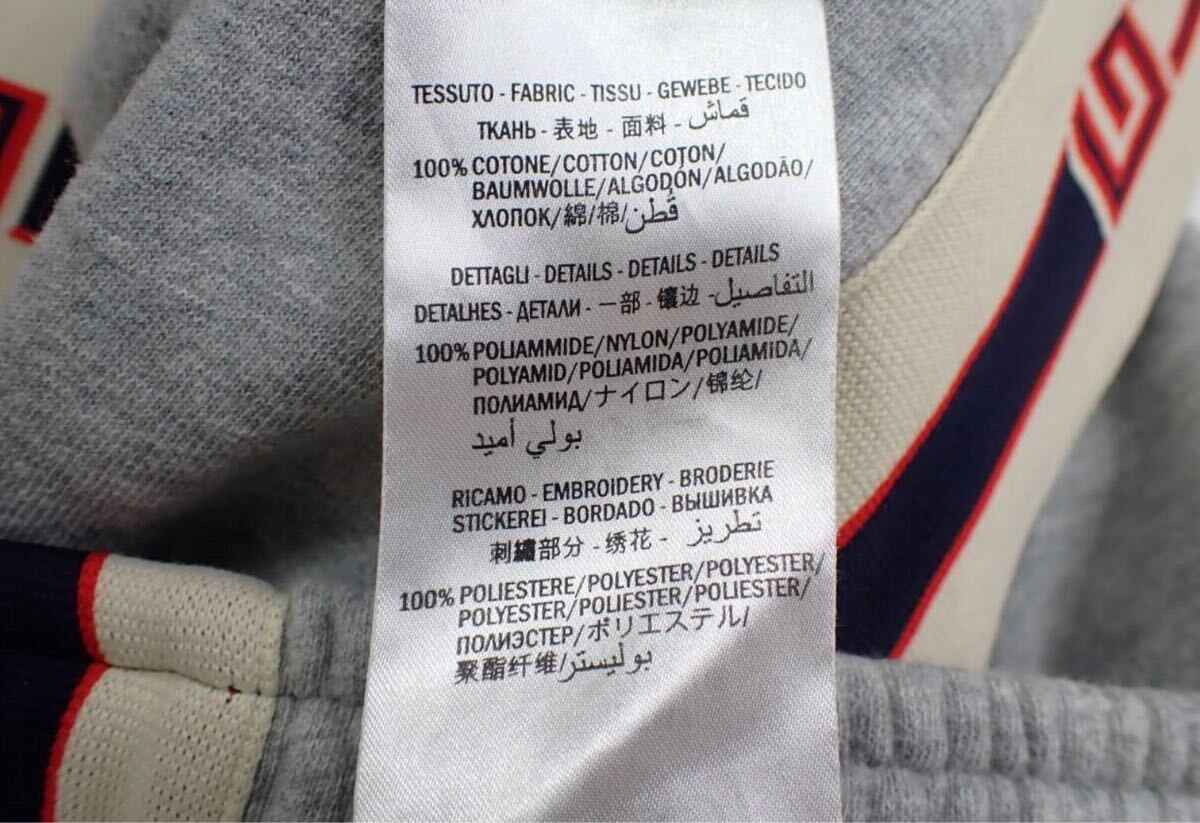 TESSUTO - FABRIC - TISSU - GEWEBE - TECIDO
ТКАНЬ - 表地 - 面料 - قماش
100% COTONE/COTTON/COTON/
BAUMWOLLE/ALGODÓN/ALGODÃO/
ХЛОПОК/綿/棉/قُطن
DETTAGLI - DETAILS - DETAILS - DETAILS
DETALHES - ДЕТАЛИ - 一部 - 镶边 - التفاصيل
100% POLIAMMIDE/NYLON/POLYAMIDE/
POLYAMID/POLIAMIDA/POLIAMIDA/
ПОЛИАМИД/ナイロン/锦纶/
بولي أميد
RICAMO - EMBROIDERY - BRODERIE
STICKEREI - BORDADO - ВЫШИВКА
刺繍部分 - 绣花 - تطريز
100% POLIESTERE/POLYESTER/POLYESTER/
POLYESTER/POLIESTER/POLIESTER/
ПОЛИЭСТЕР/ポリエステル/
聚酯纤维/بوليستر